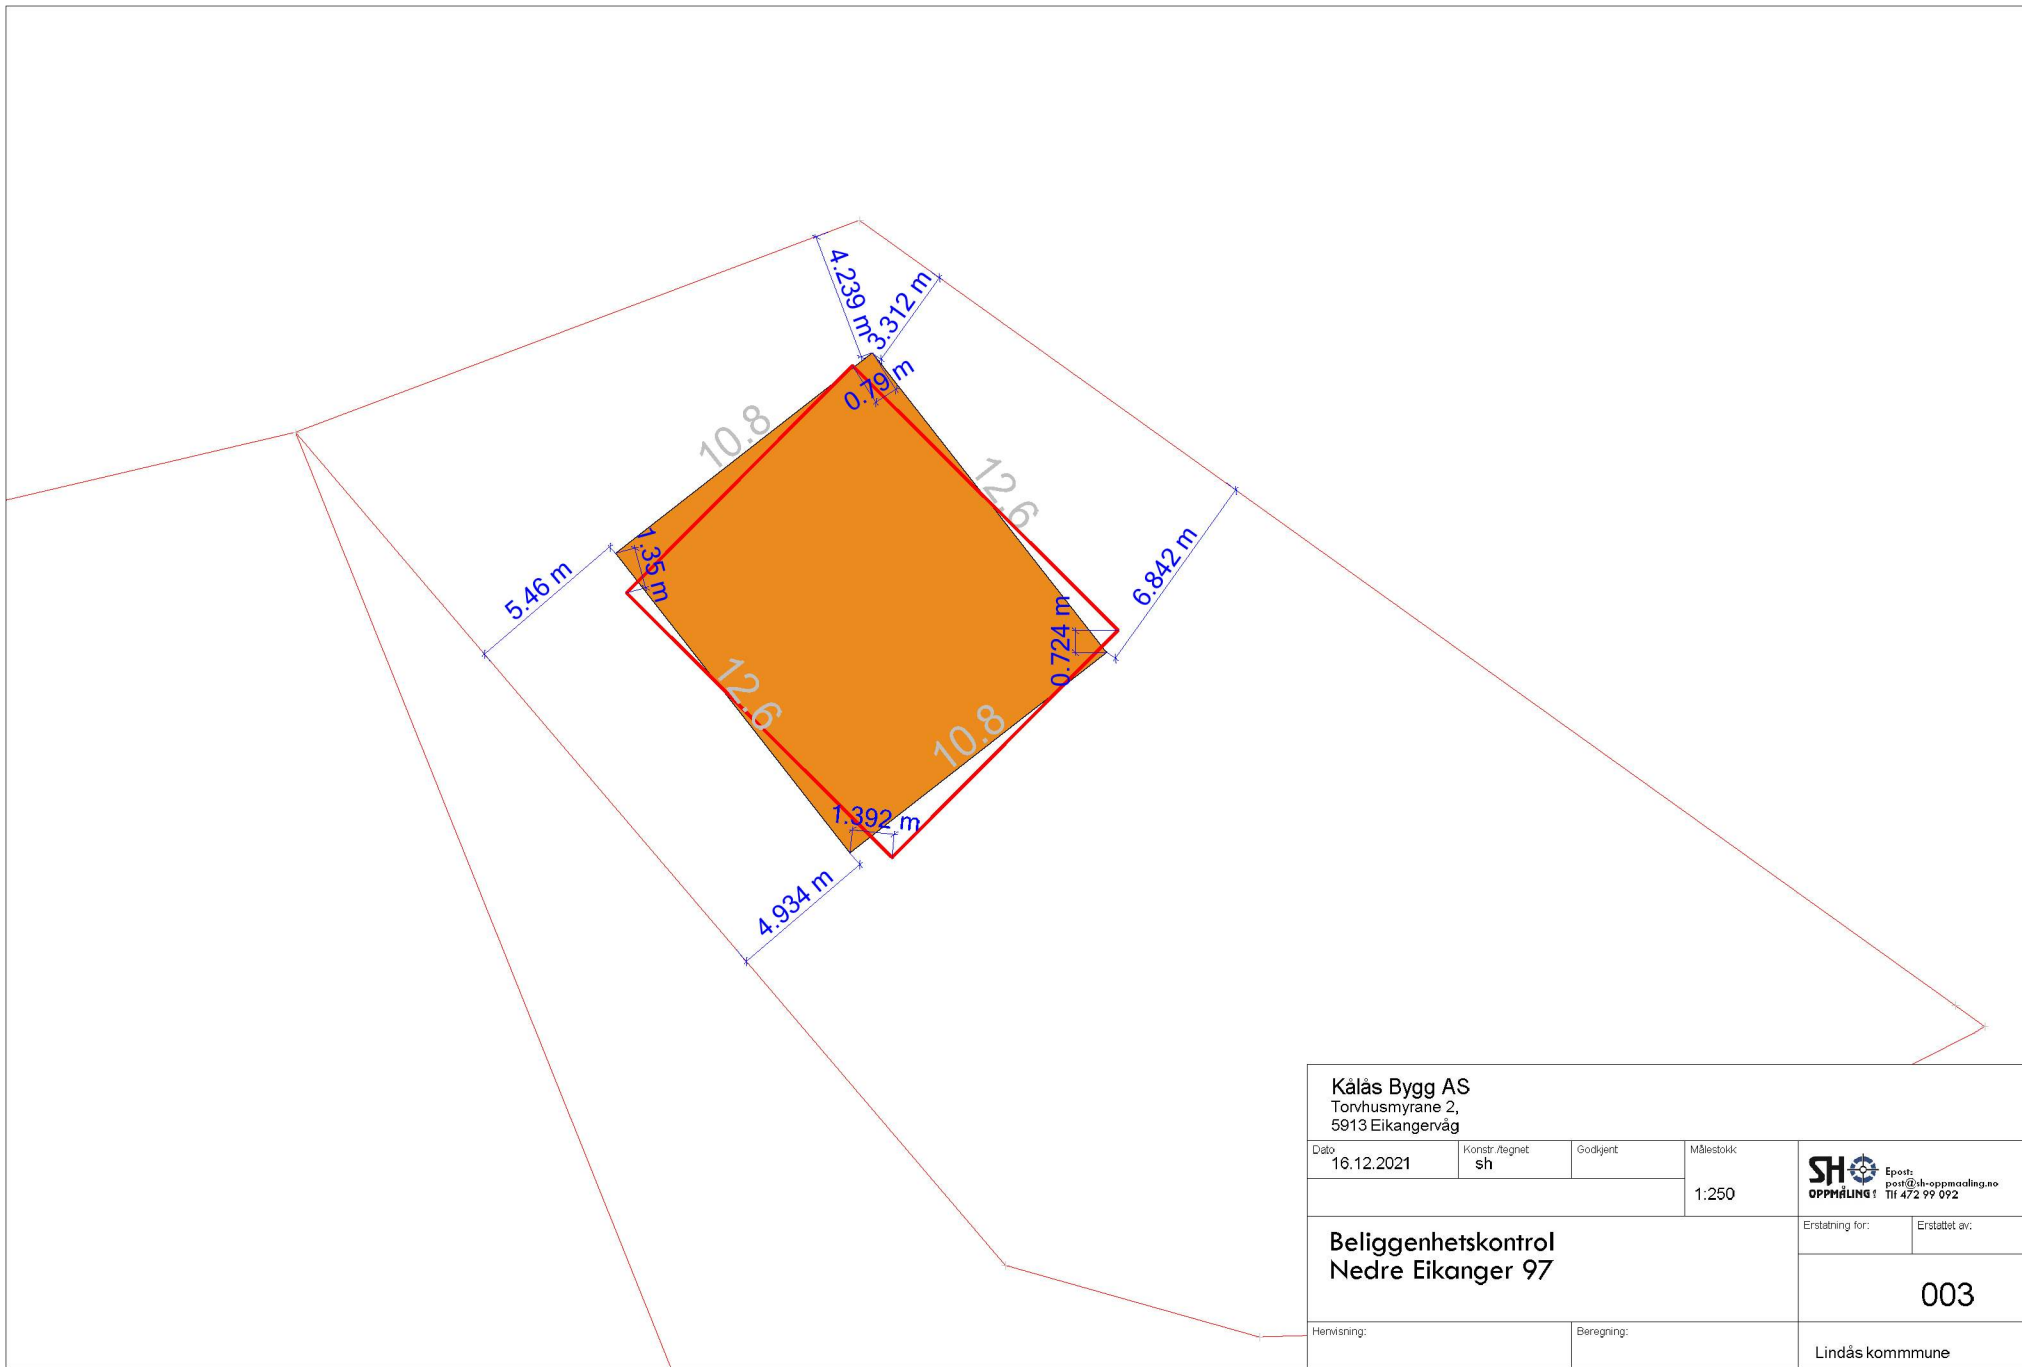 4.239 m
3.312 m
0.79 m
10.8
12.6
1.35 m
5.46 m
6.842 m
0.724 m
12.6
10.8
1.392 m
4.934 m
Kålås Bygg AS
Torvhusmyrane 2,
5913 Eikangervåg
Dato
16.12.2021
Konstr./tegnet
sh
Godkjent
Målestokk
1:250
SH
OPPMÅLING
Epost:
post@sh-oppmaaling.no
Tlf 472 99 092
Beliggenhetskontrol
Nedre Eikanger 97
Erstatning for:
Erstattet av:
003
Henvisning:
Beregning:
Lindås kommmune